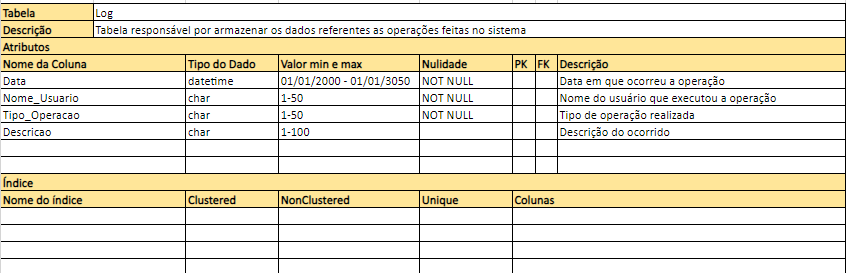 Tabela Log
Descrição Tabela responsável por armazenar os dados referentes as operações feitas no sistema
Atributos
Nome da Coluna Tipo do Dado Valor min e max Nulidade PK FK Descrição
Data datetime 01/01/2000 - 01/01/3050 NOT NULL Data em que ocorreu a operação
Nome_Usuario char 1-50 NOT NULL Nome do usuário que executou a operação
Tipo_Operacao char 1-50 NOT NULL Tipo de operação realizada
Descricao char 1-100 Descrição do ocorrido
Índice
Nome do índice Clustered NonClustered Unique Colunas